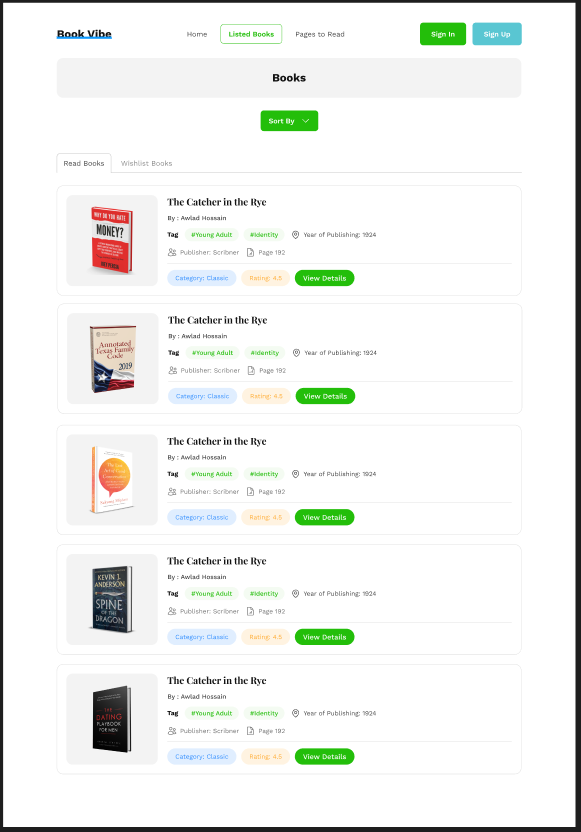 Book Vibe
Home
Listed Books
Pages to Read
Sign In
Sign Up
Books
Sort By
Read Books
Wishlist Books
WHY DO YOU HATE
MONEY?
The Catcher in the Rye
By : Awlad Hossain
Tag #Young Adult #Identity Year of Publishing: 1924
Publisher: Scribner Page 192
Category: Classic Rating: 4.5 View Details
Annotated
Texas Family
Code
2019
The Catcher in the Rye
By : Awlad Hossain
Tag #Young Adult #Identity Year of Publishing: 1924
Publisher: Scribner Page 192
Category: Classic Rating: 4.5 View Details
The Catcher in the Rye
By : Awlad Hossain
Tag #Young Adult #Identity Year of Publishing: 1924
Publisher: Scribner Page 192
Category: Classic Rating: 4.5 View Details
KEVIN J.
ANDERSON
SPINE
OF THE
DRAGON
The Catcher in the Rye
By : Awlad Hossain
Tag #Young Adult #Identity Year of Publishing: 1924
Publisher: Scribner Page 192
Category: Classic Rating: 4.5 View Details
THE
DATING
PLAYBOOK
FOR MEN
The Catcher in the Rye
By : Awlad Hossain
Tag #Young Adult #Identity Year of Publishing: 1924
Publisher: Scribner Page 192
Category: Classic Rating: 4.5 View Details